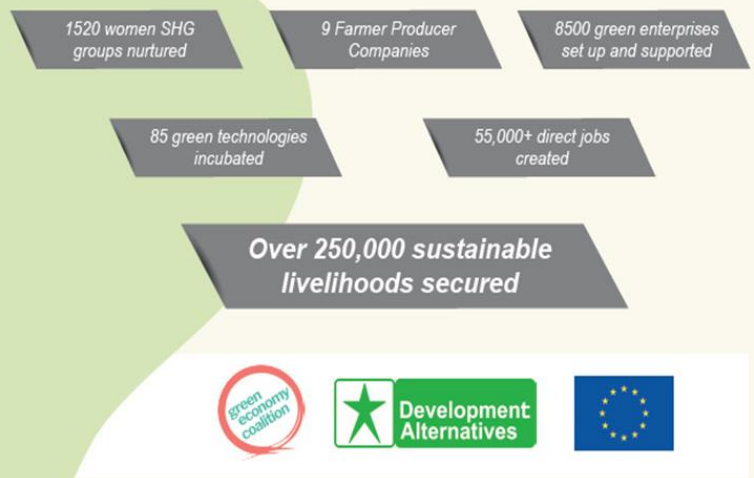 1520 women SHG
groups nurtured
9 Farmer Producer
Companies
8500 green enterprises
set up and supported
85 green technologies
incubated
55,000+ direct jobs
created
Over 250,000 sustainable
livelihoods secured
green
economy
coalition
Development
Alternatives